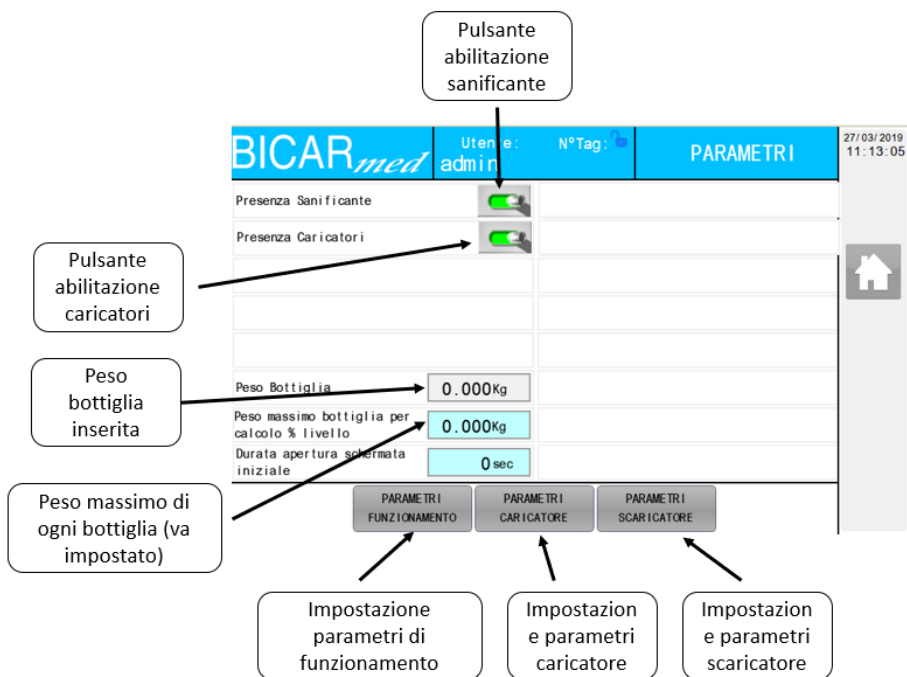 Pulsante
abilitazione
sanificante
BICARmed
Utente:
admin
N°Tag:
PARAMETRI
27/03/2019
11:13:05
Presenza Sanificante
Presenza Caricatori
Pulsante
abilitazione
caricatori
Peso
bottiglia
inserita
Peso Bottiglia
0.000Kg
Peso massimo bottiglia per
calcolo % livello
0.000Kg
Durata apertura schermata
iniziale
0 sec
Peso massimo di
ogni bottiglia (va
impostato)
PARAMETRI
FUNZIONAMENTO
PARAMETRI
CARICATORE
PARAMETRI
SCARICATORE
Impostazione
parametri di
funzionamento
Impostazion
e parametri
caricatore
Impostazion
e parametri
scaricatore